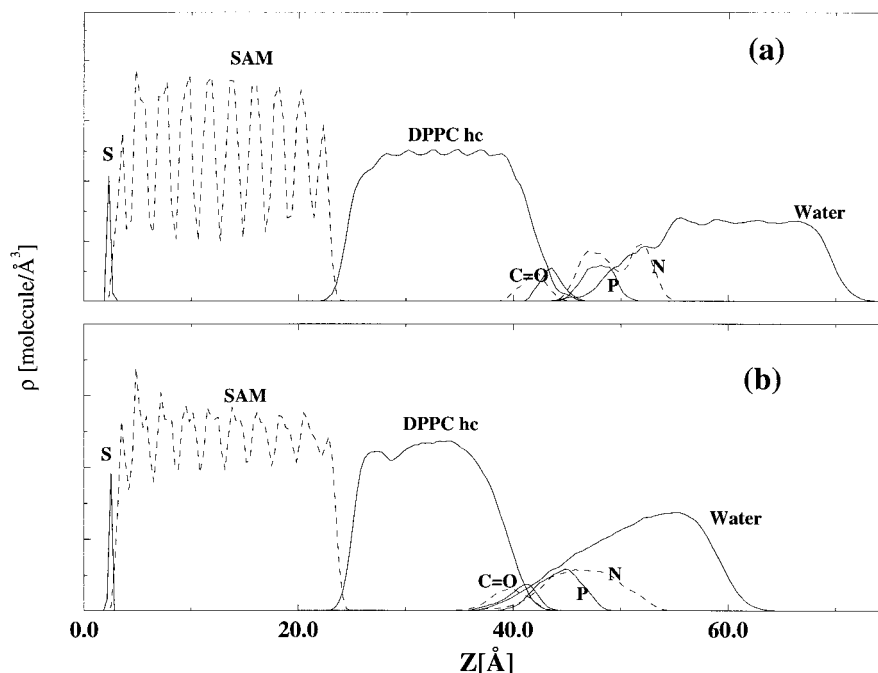 (a)
SAM
DPPC hc
S
Water
C=O
N
P
ρ [molecule/Å³]
(b)
SAM
DPPC hc
S
Water
C=O
N
P
0.0 20.0 40.0 60.0
Z[Å]